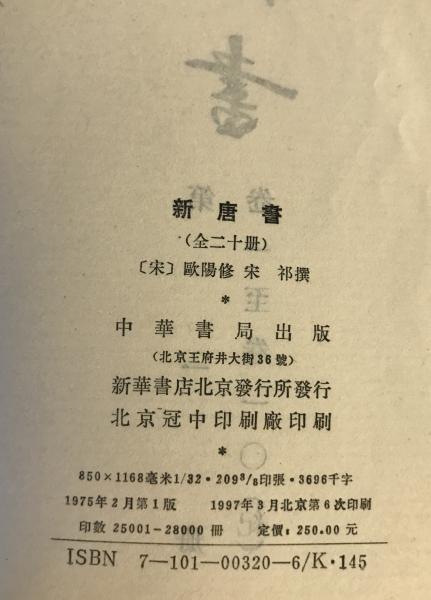 書
新唐書
(全二十册)
〔宋〕歐陽修 宋 祁撰
*
中華書局出版
(北京王府井大街36號)
新華書店北京發行所發行
北京冠中印刷廠印刷
*
850×1168毫米1/32·209³/₈印張·3696千字
1975年2月第1版 1997年3月北京第6次印刷
印數 25001—28000 册 定價:250.00 元
ISBN 7—101—00320—6/K·145